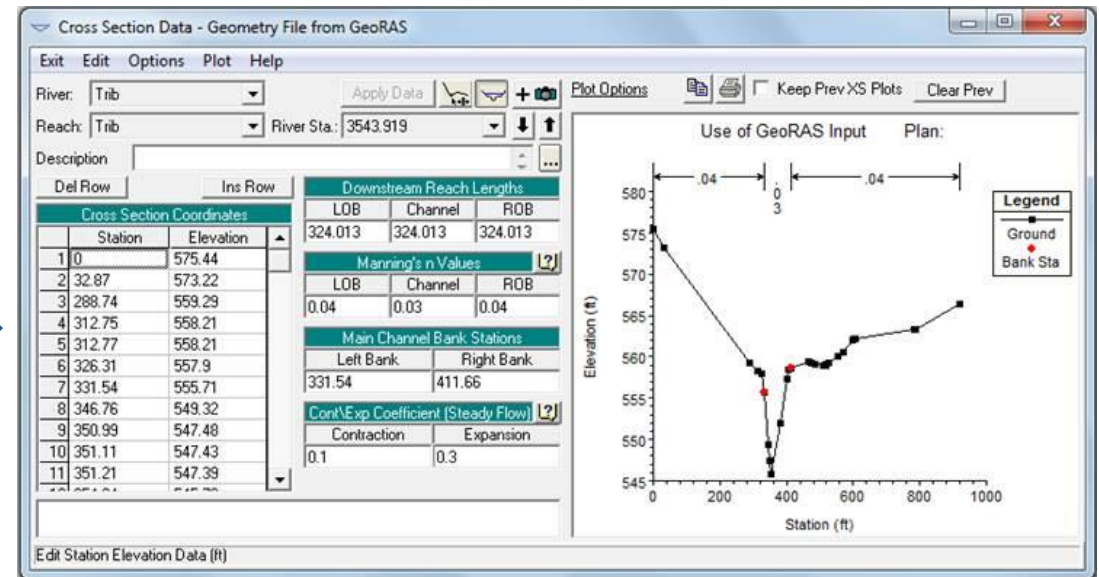 Cross Section Data - Geometry File from GeoRAS
Exit Edit Options Plot Help
River: Trib
Apply Data
Plot Options
Keep Prev XS Plots
Clear Prev
Reach: Trib
River Sta.: 3543.919
Description
...
Del Row
Ins Row
Cross Section Coordinates
Station Elevation
1 0 575.44
2 32.87 573.22
3 288.74 559.29
4 312.75 558.21
5 312.77 558.21
6 326.31 557.9
7 331.54 555.71
8 346.76 549.32
9 350.99 547.48
10 351.11 547.43
11 351.21 547.39
Downstream Reach Lengths
LOB Channel ROB
324.013 324.013 324.013
Manning's n Values
LOB Channel ROB
0.04 0.03 0.04
Main Channel Bank Stations
Left Bank Right Bank
331.54 411.66
Cont\Exp Coefficient (Steady Flow)
Contraction Expansion
0.1 0.3
Use of GeoRAS Input Plan:
.04 .03 .04
Legend
Ground
Bank Sta
580
575
570
565
560
555
550
545
Elevation (ft)
0 200 400 600 800 1000
Station (ft)
Edit Station Elevation Data (ft)